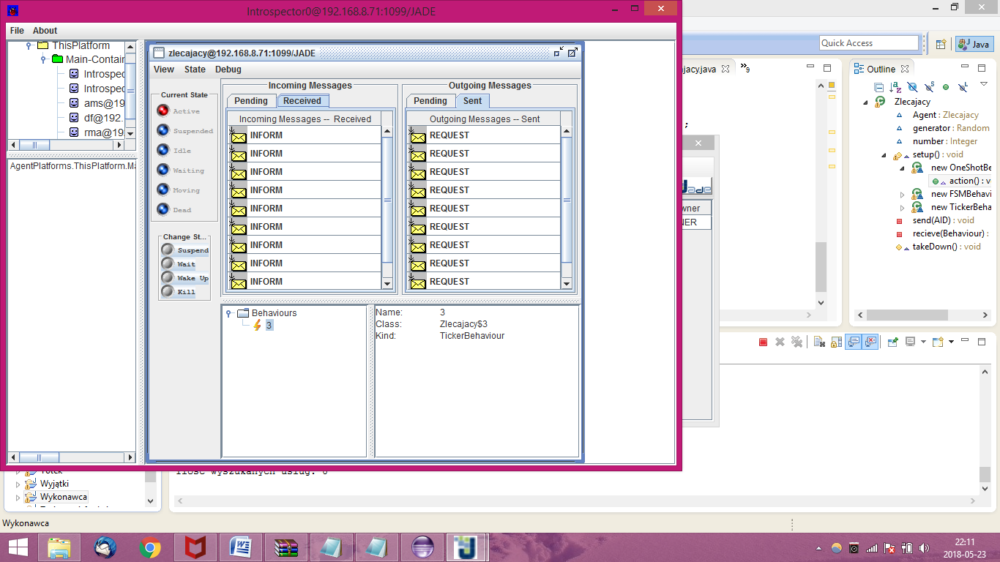 Introspector0@192.168.8.71:1099/JADE
File About
ThisPlatform
Main-Contain
Introspec
Introspec
ams@19
df@192.
rma@19
AgentPlatforms.ThisPlatform.Ma
zlecajacy@192.168.8.71:1099/JADE
View State Debug
Current State
Active
Suspended
Idle
Waiting
Moving
Dead
Change St...
Suspend
Wait
Wake Up
Kill
Incoming Messages
Pending Received
Incoming Messages -- Received
INFORM
INFORM
INFORM
INFORM
INFORM
INFORM
INFORM
INFORM
INFORM
Outgoing Messages
Pending Sent
Outgoing Messages -- Sent
REQUEST
REQUEST
REQUEST
REQUEST
REQUEST
REQUEST
REQUEST
REQUEST
REQUEST
Behaviours
3
Name: 3
Class: Zlecajacy$3
Kind: TickerBehaviour
Quick Access
Java
ajacy.java
9
;
Jade
wner
NER
Outline
Zlecajacy
Agent : Zlecajacy
generator : Random
number : Integer
setup() : void
new OneShotBe
action() : v
new FSMBehavi
new TickerBeha
send(AID) : void
recieve(Behaviour) :
takeDown() : void
Totek
Wyjątki
Wykonawca
Ilość wyszukanych usług: 0
Wykonawca
22:11
2018-05-23